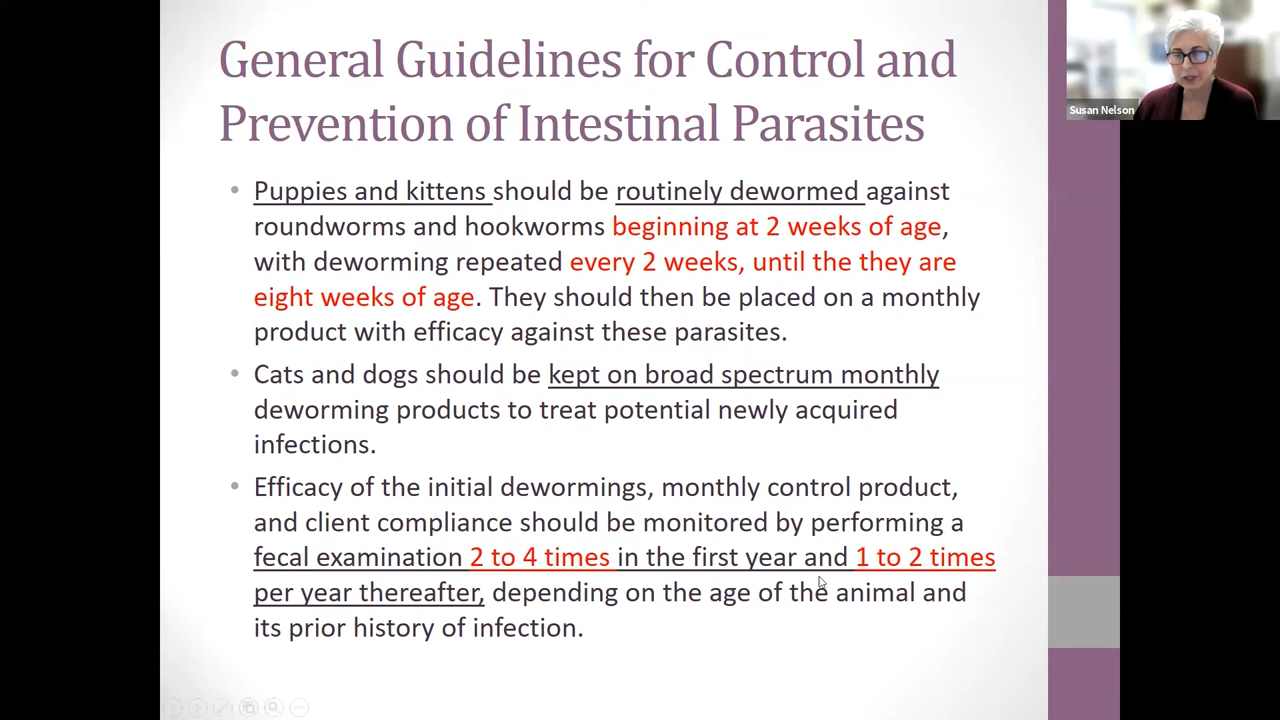 General Guidelines for Control and
Prevention of Intestinal Parasites
Susan Nelson
• Puppies and kittens should be routinely dewormed against
roundworms and hookworms beginning at 2 weeks of age,
with deworming repeated every 2 weeks, until the they are
eight weeks of age. They should then be placed on a monthly
product with efficacy against these parasites.
• Cats and dogs should be kept on broad spectrum monthly
deworming products to treat potential newly acquired
infections.
• Efficacy of the initial dewormings, monthly control product,
and client compliance should be monitored by performing a
fecal examination 2 to 4 times in the first year and 1 to 2 times
per year thereafter, depending on the age of the animal and
its prior history of infection.